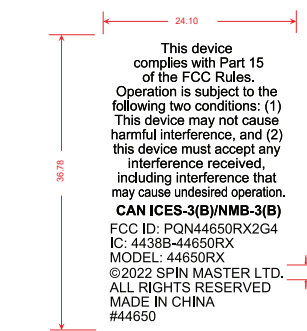 24.10
36.78
This device
complies with Part 15
of the FCC Rules.
Operation is subject to the
following two conditions: (1)
This device may not cause
harmful interference, and (2)
this device must accept any
interference received,
including interference that
may cause undesired operation.
CAN ICES-3(B)/NMB-3(B)
FCC ID: PQN44650RX2G4
IC: 4438B-44650RX
MODEL: 44650RX
©2022 SPIN MASTER LTD.
ALL RIGHTS RESERVED
MADE IN CHINA
#44650